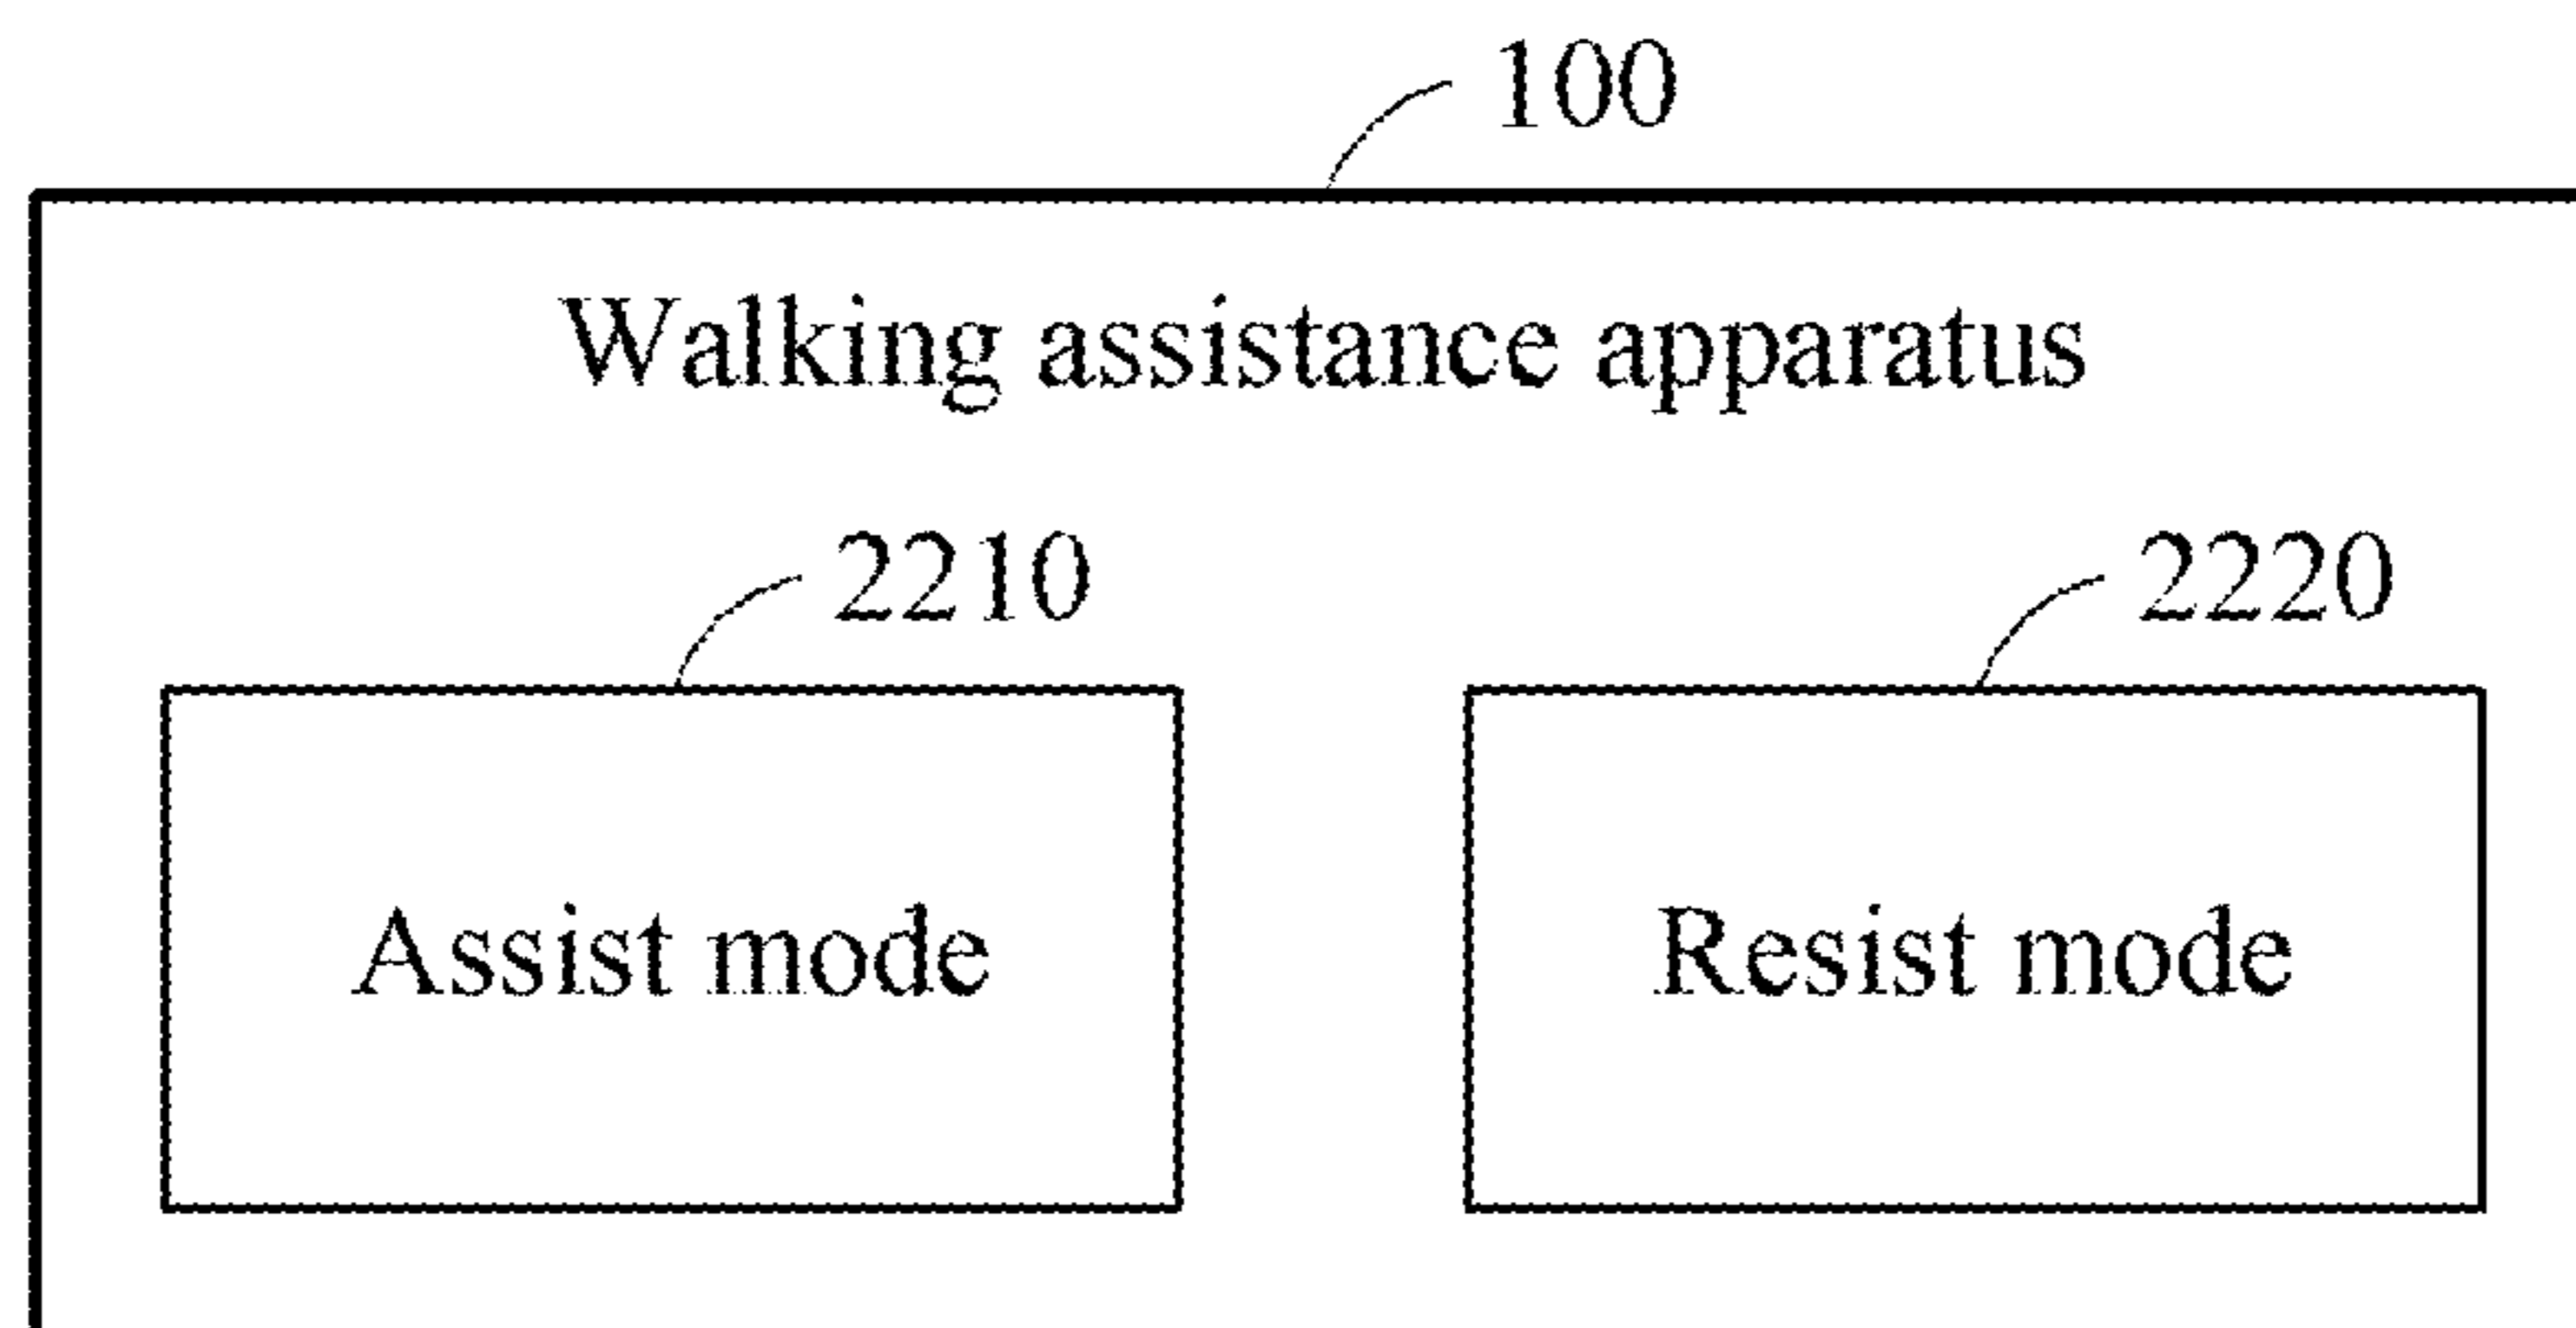 100
Walking assistance apparatus
2210
2220
Assist mode
Resist mode